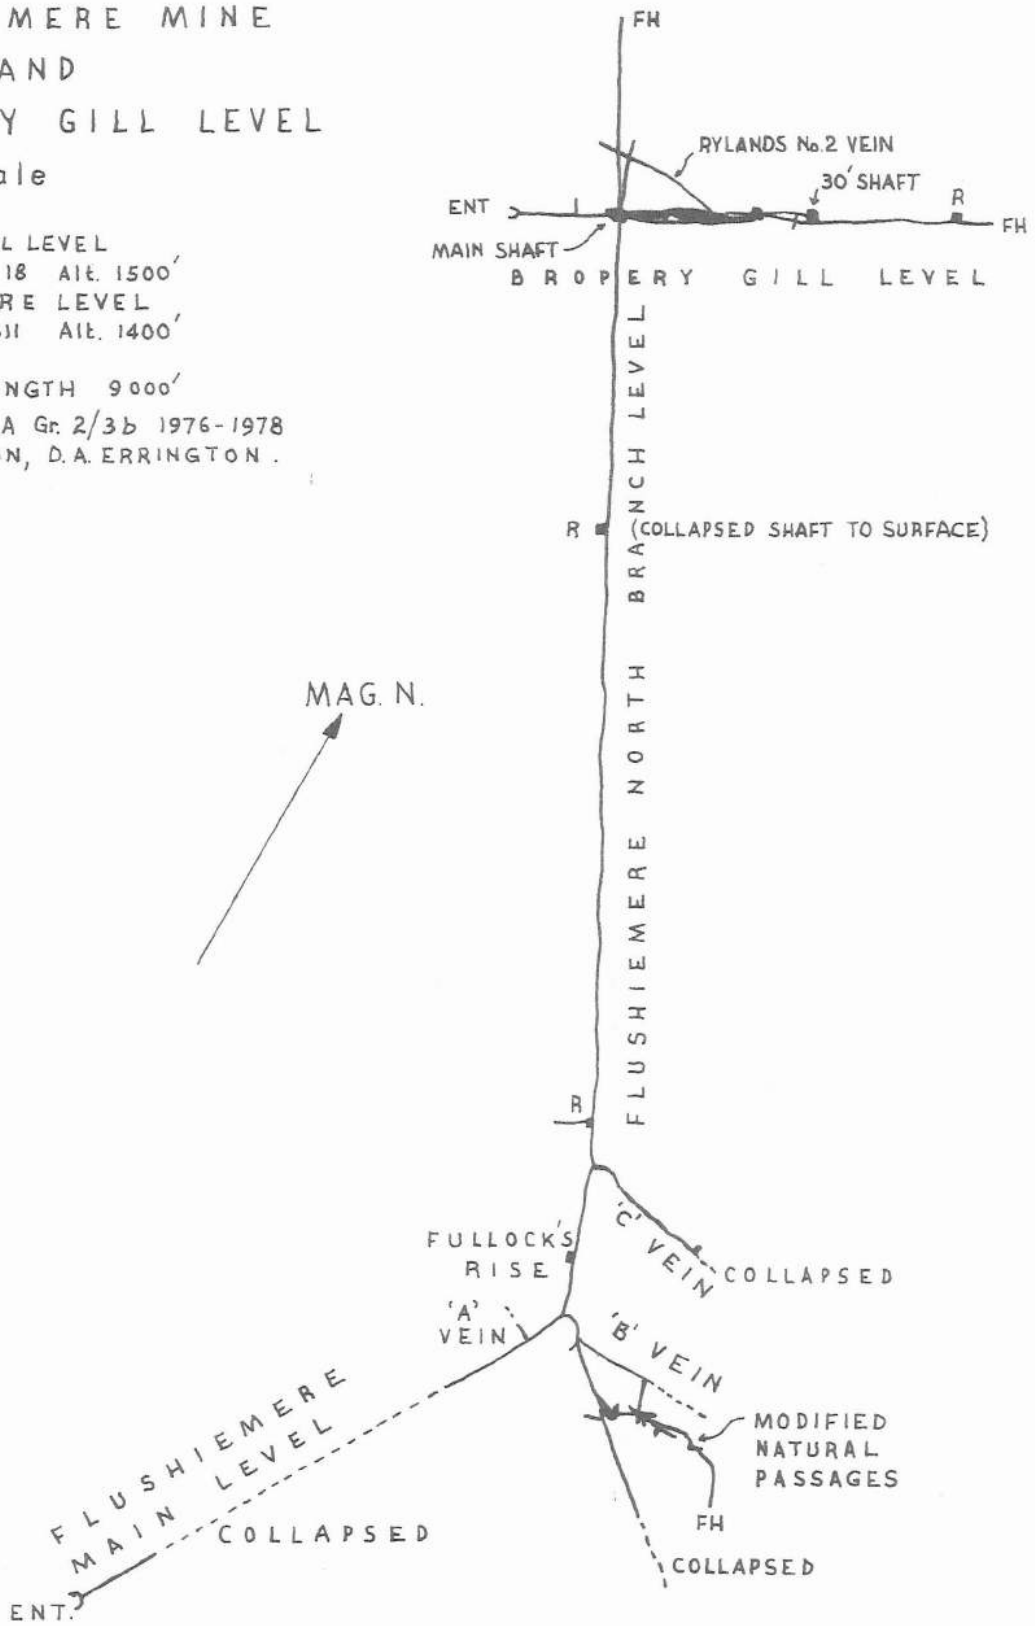 MERE MINE
AND
Y GILL LEVEL
ale
L LEVEL
18 Alt. 1500'
RE LEVEL
Alt. 1400'
NGTH 9000'
A Gr. 2/3b 1976-1978
N, D.A. ERRINGTON.
FH
RYLANDS No.2 VEIN
30' SHAFT
R
ENT
FH
MAIN SHAFT
BROPERY GILL LEVEL
R (COLLAPSED SHAFT TO SURFACE)
FLUSHIEMERE NORTH BRANCH LEVEL
MAG. N.
R
'C' VEIN
COLLAPSED
FULLOCK'S
RISE
'A'
VEIN
'B' VEIN
MODIFIED
NATURAL
PASSAGES
FH
COLLAPSED
FLUSHIEMERE
MAIN LEVEL
COLLAPSED
ENT.